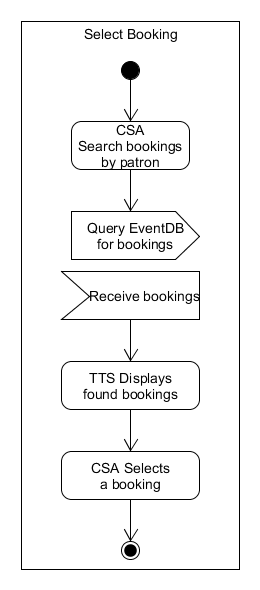 Select Booking
CSA
Search bookings
by patron
Query EventDB
for bookings
Receive bookings
TTS Displays
found bookings
CSA Selects
a booking